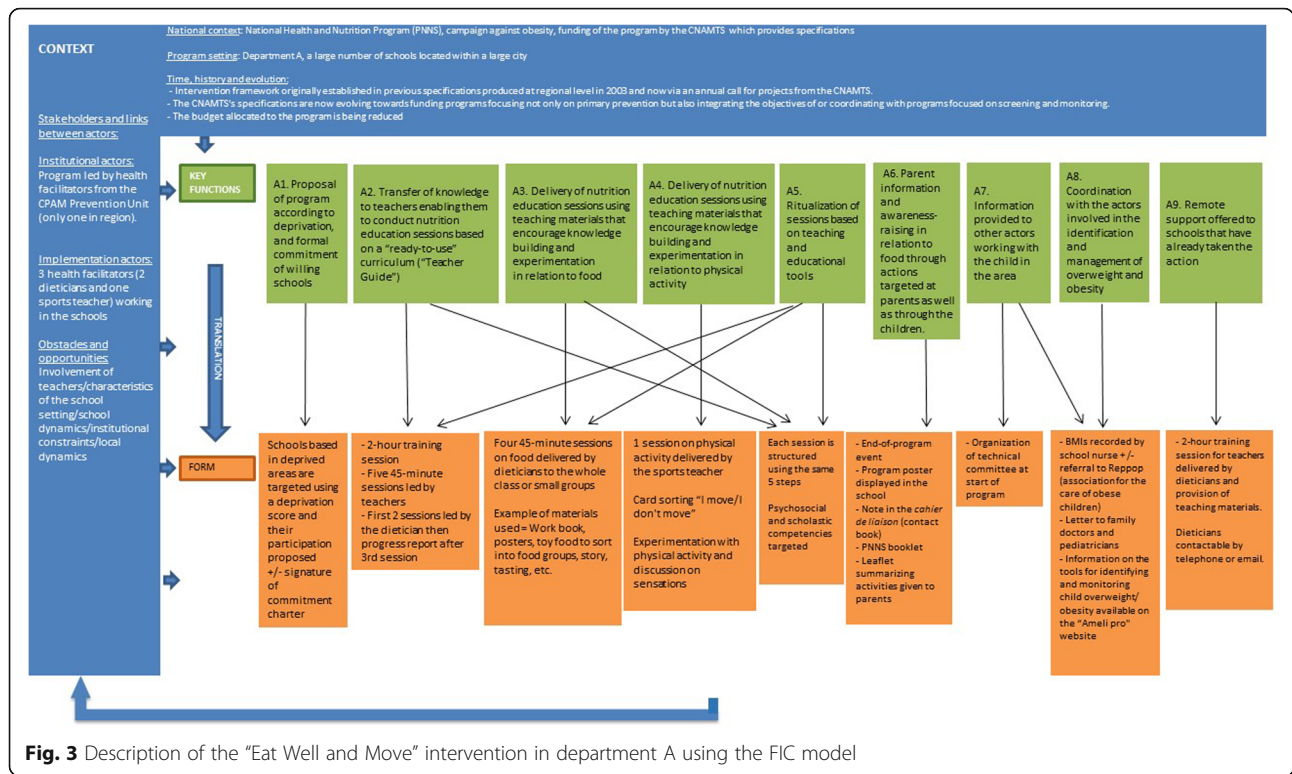 CONTEXT
National context: National Health and Nutrition Program (PNNS), campaign against obesity, funding of the program by the CNAMTS which provides specifications
Program setting: Department A, a large number of schools located within a large city
Time, history and evolution:
- Intervention framework originally established in previous specifications produced at regional level in 2003 and now via an annual call for projects from the CNAMTS.
- The CNAMTS's specifications are now evolving towards funding programs focusing not only on primary prevention but also integrating the objectives of or coordinating with programs focused on screening and monitoring.
- The budget allocated to the program is being reduced
Stakeholders and links
between actors:
Institutional actors:
Program led by health
facilitators from the
CPAM Prevention Unit
(only one in region).
Implementation actors:
3 health facilitators (2
dieticians and one
sports teacher) working
in the schools
Obstacles and
opportunities:
Involvement of
teachers/characteristics
of the school
setting/school
dynamics/institutional
constraints/local
dynamics
KEY
FUNCTIONS
A1. Proposal
of program
according to
deprivation,
and formal
commitment
of willing
schools
A2. Transfer of knowledge
to teachers enabling them
to conduct nutrition
education sessions based
on a "ready-to-use"
curriculum ("Teacher
Guide")
A3. Delivery of nutrition
education sessions using
teaching materials that
encourage knowledge
building and
experimentation
in relation to food
A4. Delivery of nutrition
education sessions using
teaching materials that
encourage knowledge
building and
experimentation in
relation to physical
activity
A5.
Ritualization of
sessions based
on teaching
and
educational
tools
A6. Parent
information
and
awareness-
raising in
relation to
food through
actions
targeted at
parents as well
as through the
children.
A7.
Information
provided to
other actors
working with
the child in
the area
A8.
Coordination
with the actors
involved in the
identification
and
management of
overweight and
obesity
A9. Remote
support offered to
schools that have
already taken the
action
TRANSLATION
FORM
Schools based
in deprived
areas are
targeted using
a deprivation
score and their
participation
proposed
+/- signature
of
commitment
charter
- 2-hour training
session
- Five 45-minute
sessions led by
teachers
- First 2 sessions led
by the dietician then
progress report after
3rd session
Four 45-minute sessions
on food delivered by
dieticians to the whole
class or small groups
Example of materials
used= Work book,
posters, toy food to sort
into food groups, story,
tasting, etc.
1 session on physical
activity delivered by
the sports teacher
Card sorting "I move/I
don't move"
Experimentation with
physical activity and
discussion on
sensations
Each session is
structured
using the same
5 steps
Psychosocial
and scholastic
competencies
targeted
- End-of-program
event
- Program poster
displayed in the
school
- Note in the cahier
de liaison (contact
book)
- PNNS booklet
- Leaflet
summarizing
activities given to
parents
- Organization
of technical
committee at
start of
program
- BMIs recorded by
school nurse +/-
referral to Reppop
(association for the
care of obese
children)
- Letter to family
doctors and
pediatricians
- Information on the
tools for identifying
and monitoring
child overweight/
obesity available on
the "Ameli pro"
website
- 2-hour training
session for teachers
delivered by
dieticians and
provision of
teaching materials.
Dieticians
contactable by
telephone or email.
Fig. 3 Description of the "Eat Well and Move" intervention in department A using the FIC model